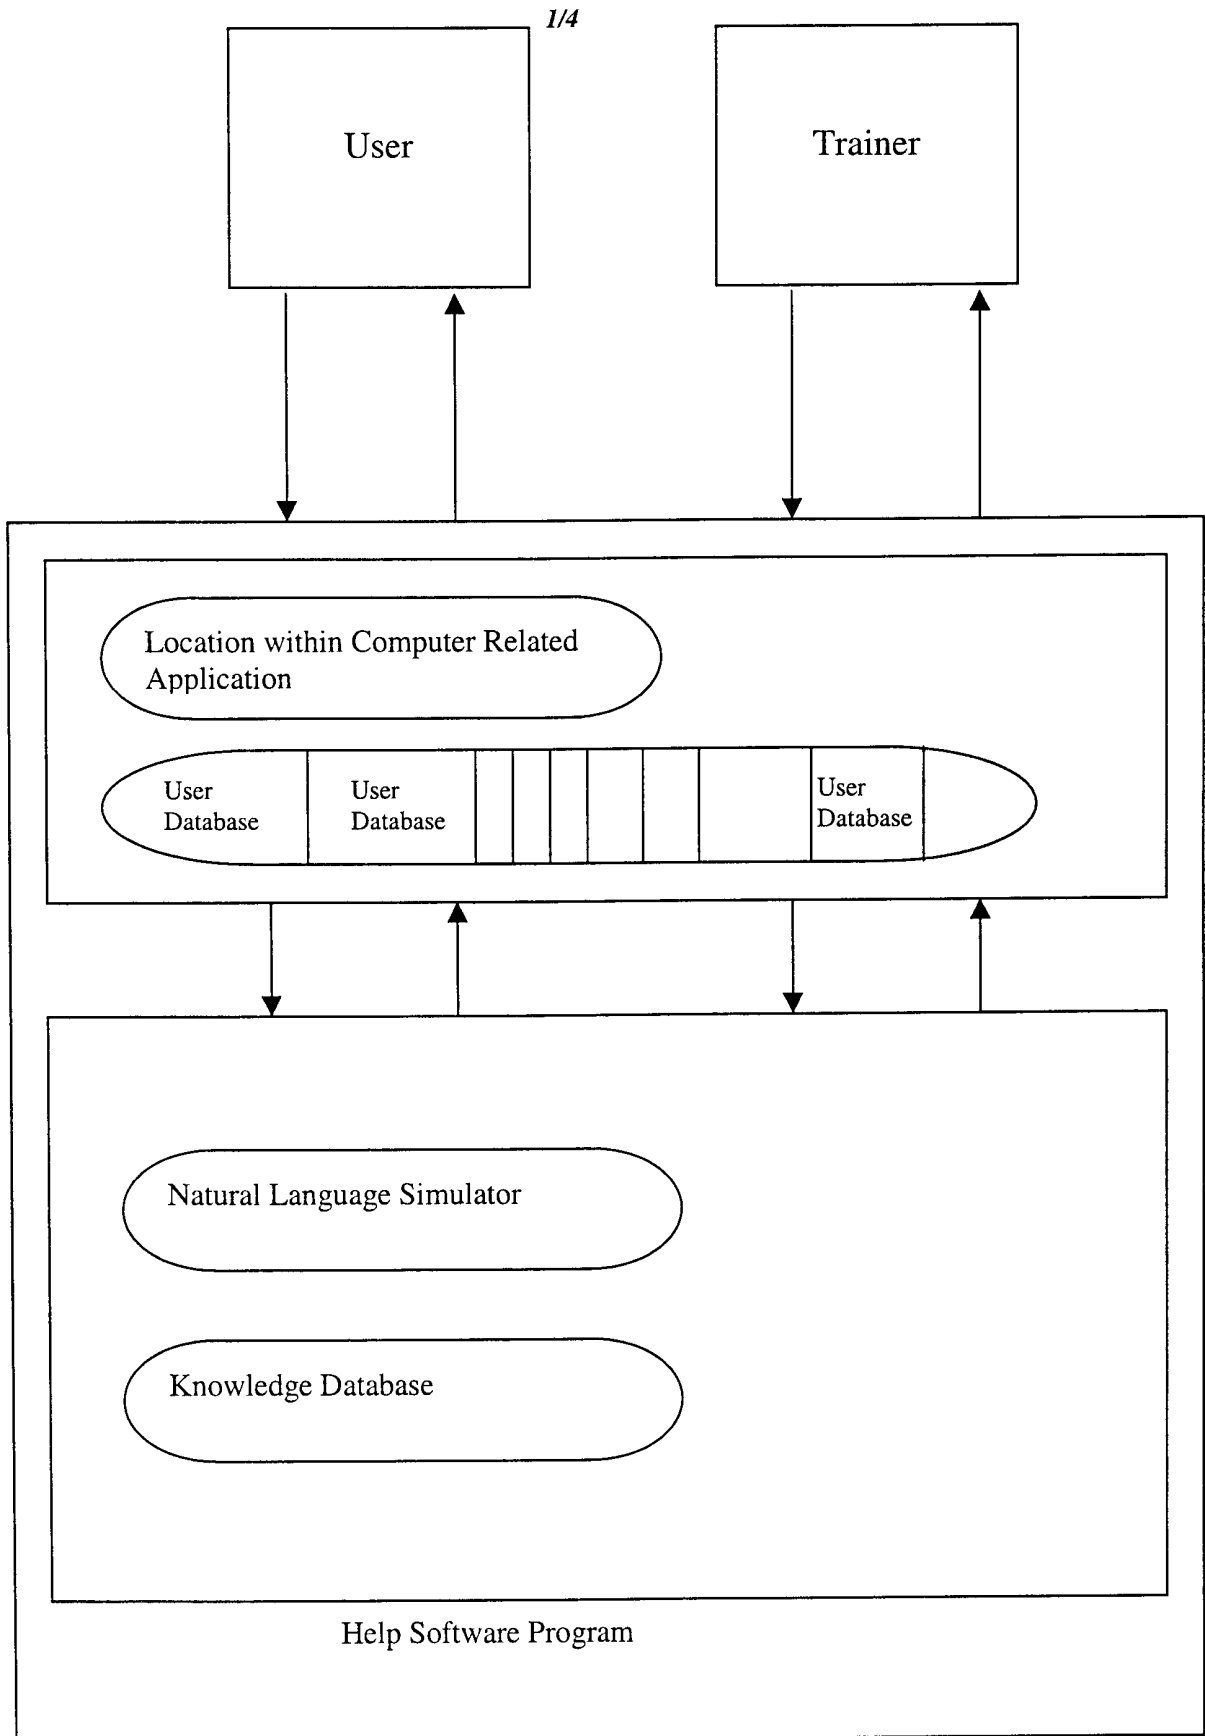 1/4
User
Trainer
Location within Computer Related
Application
User
Database
User
Database
User
Database
Natural Language Simulator
Knowledge Database
Help Software Program